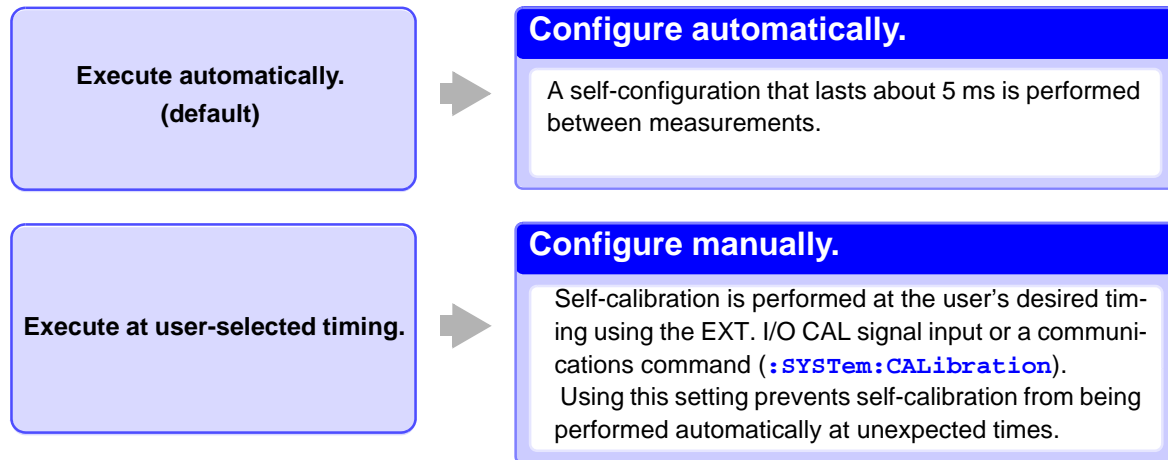 Execute automatically.
(default)
Configure automatically.
A self-configuration that lasts about 5 ms is performed
between measurements.
Execute at user-selected timing.
Configure manually.
Self-calibration is performed at the user's desired tim-
ing using the EXT. I/O CAL signal input or a communi-
cations command (:SYSTem:CALibration).
Using this setting prevents self-calibration from being
performed automatically at unexpected times.